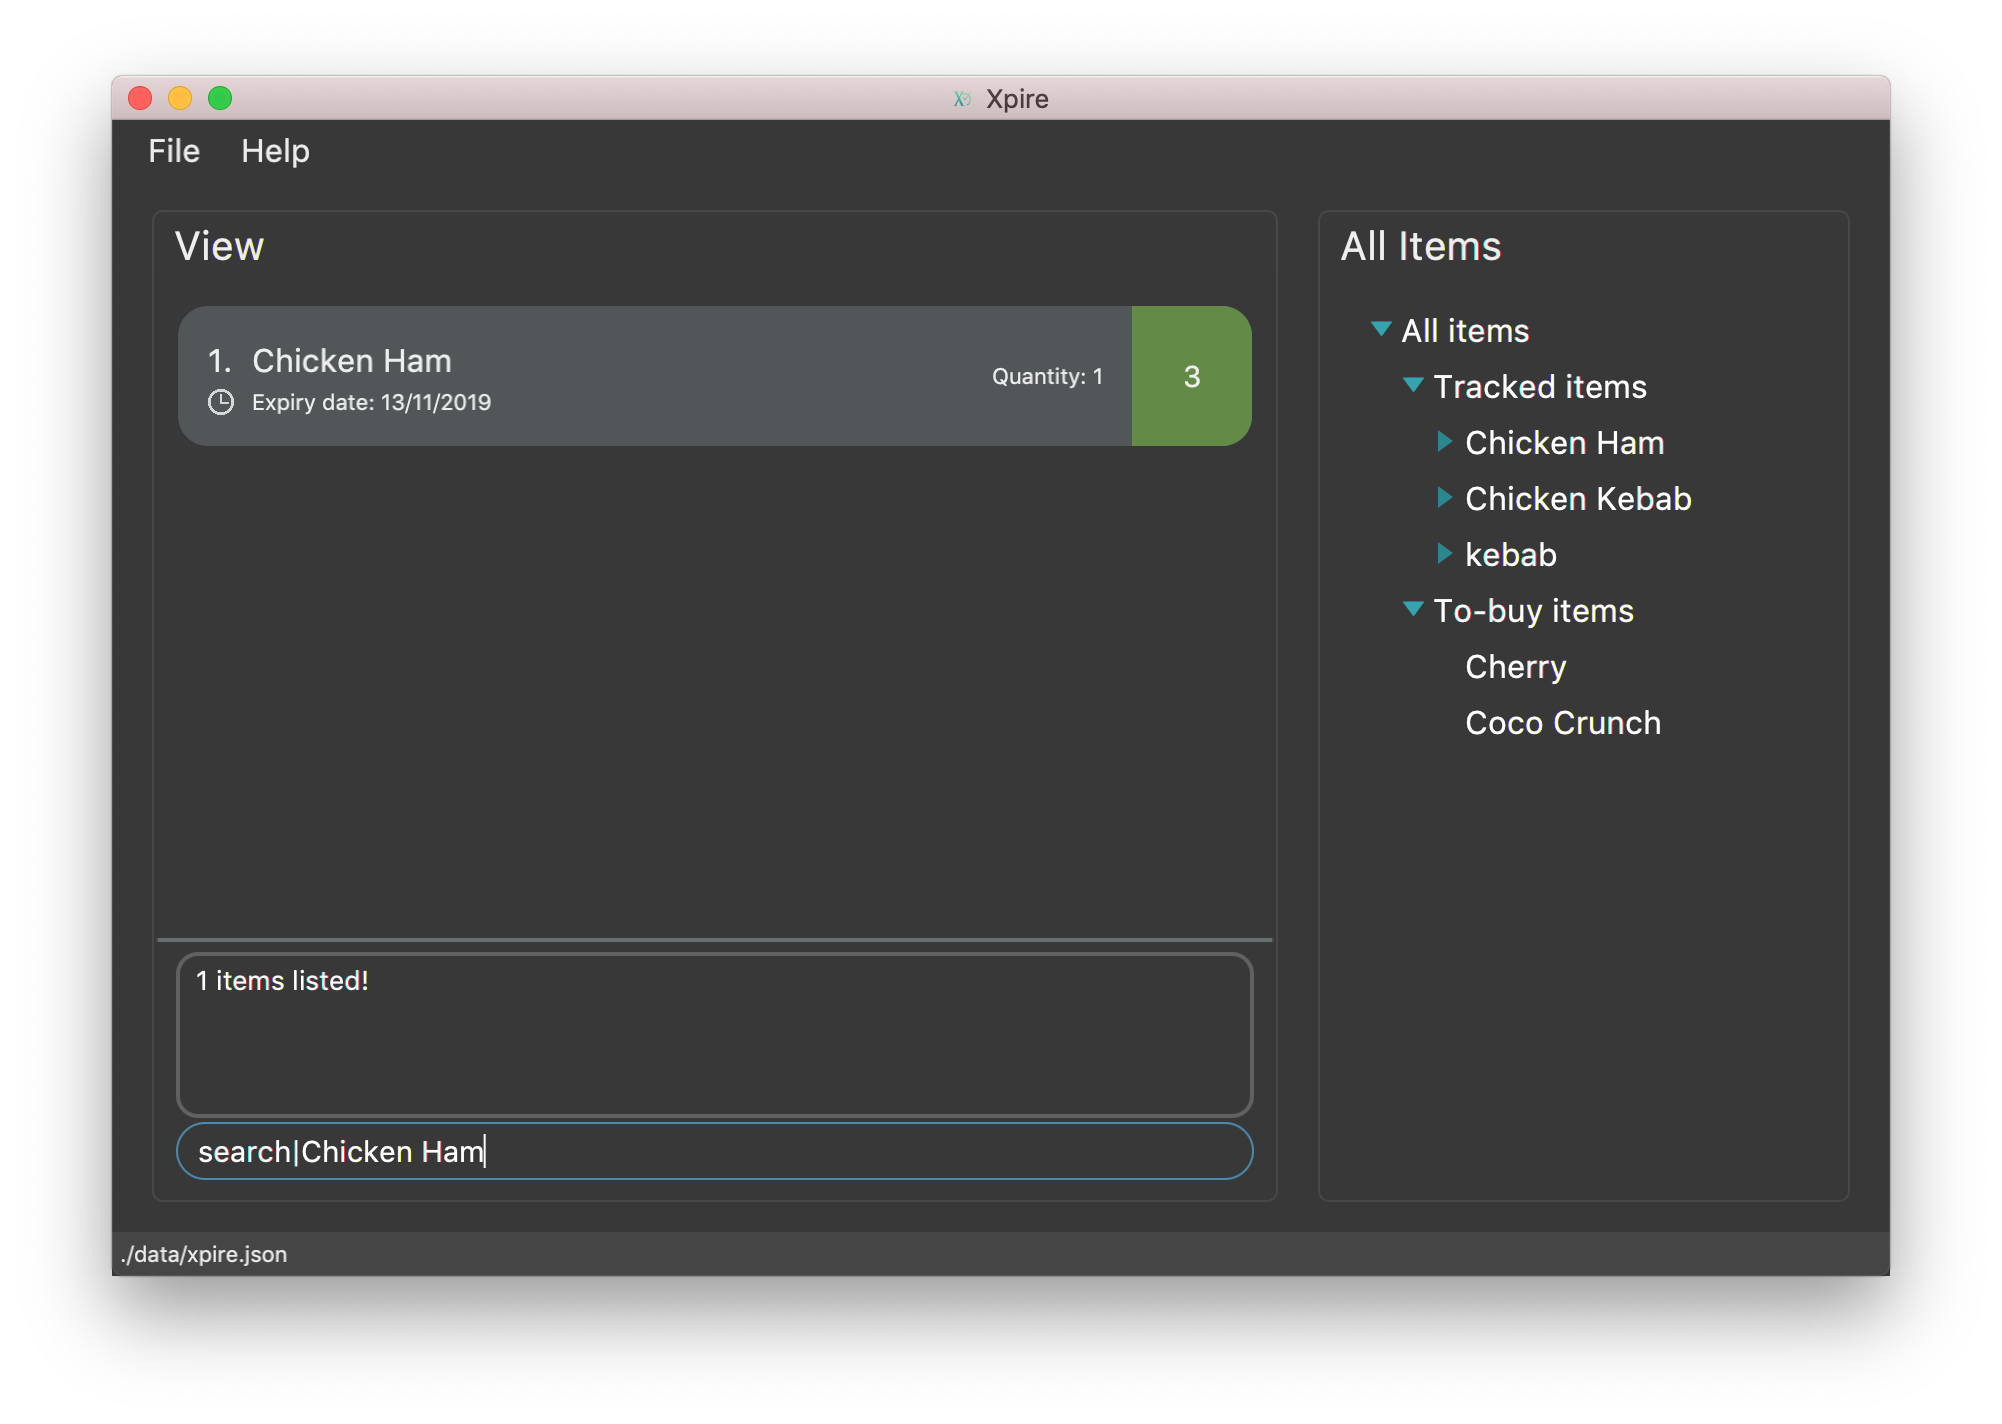 Xpire
File Help
View
1. Chicken Ham
Expiry date: 13/11/2019
Quantity: 1
3
1 items listed!
search|Chicken Ham
All Items
All items
Tracked items
Chicken Ham
Chicken Kebab
kebab
To-buy items
Cherry
Coco Crunch
./data/xpire.json